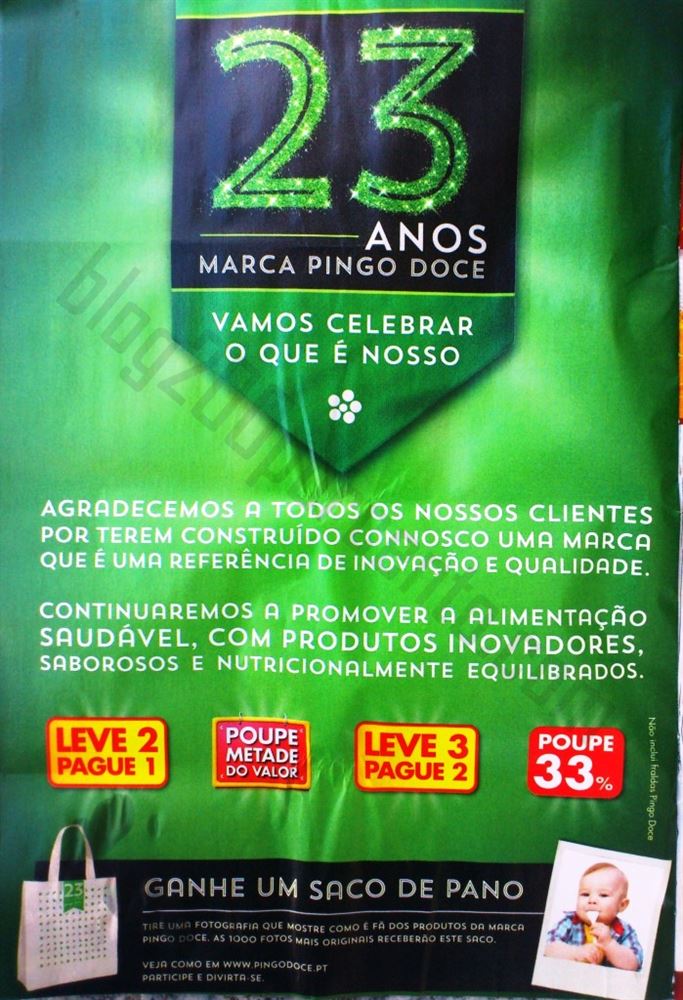 23
ANOS
MARCA PINGO DOCE
VAMOS CELEBRAR
O QUE É NOSSO
AGRADECEMOS A TODOS OS NOSSOS CLIENTES
POR TEREM CONSTRUÍDO CONNOSCO UMA MARCA
QUE É UMA REFERÊNCIA DE INOVAÇÃO E QUALIDADE.
CONTINUAREMOS A PROMOVER A ALIMENTAÇÃO
SAUDÁVEL, COM PRODUTOS INOVADORES,
SABOROSOS E NUTRICIONALMENTE EQUILIBRADOS.
LEVE 2
PAGUE 1
POUPE
METADE
DO VALOR
LEVE 3
PAGUE 2
POUPE
33%
Não inclui fraldas Pingo Doce
23
GANHE UM SACO DE PANO
TIRE UMA FOTOGRAFIA QUE MOSTRE COMO É FÃ DOS PRODUTOS DA MARCA
PINGO DOCE. AS 1000 FOTOS MAIS ORIGINAIS RECEBERÃO ESTE SACO.
VEJA COMO EM WWW.PINGODOCE.PT
PARTICIPE E DIVIRTA-SE.